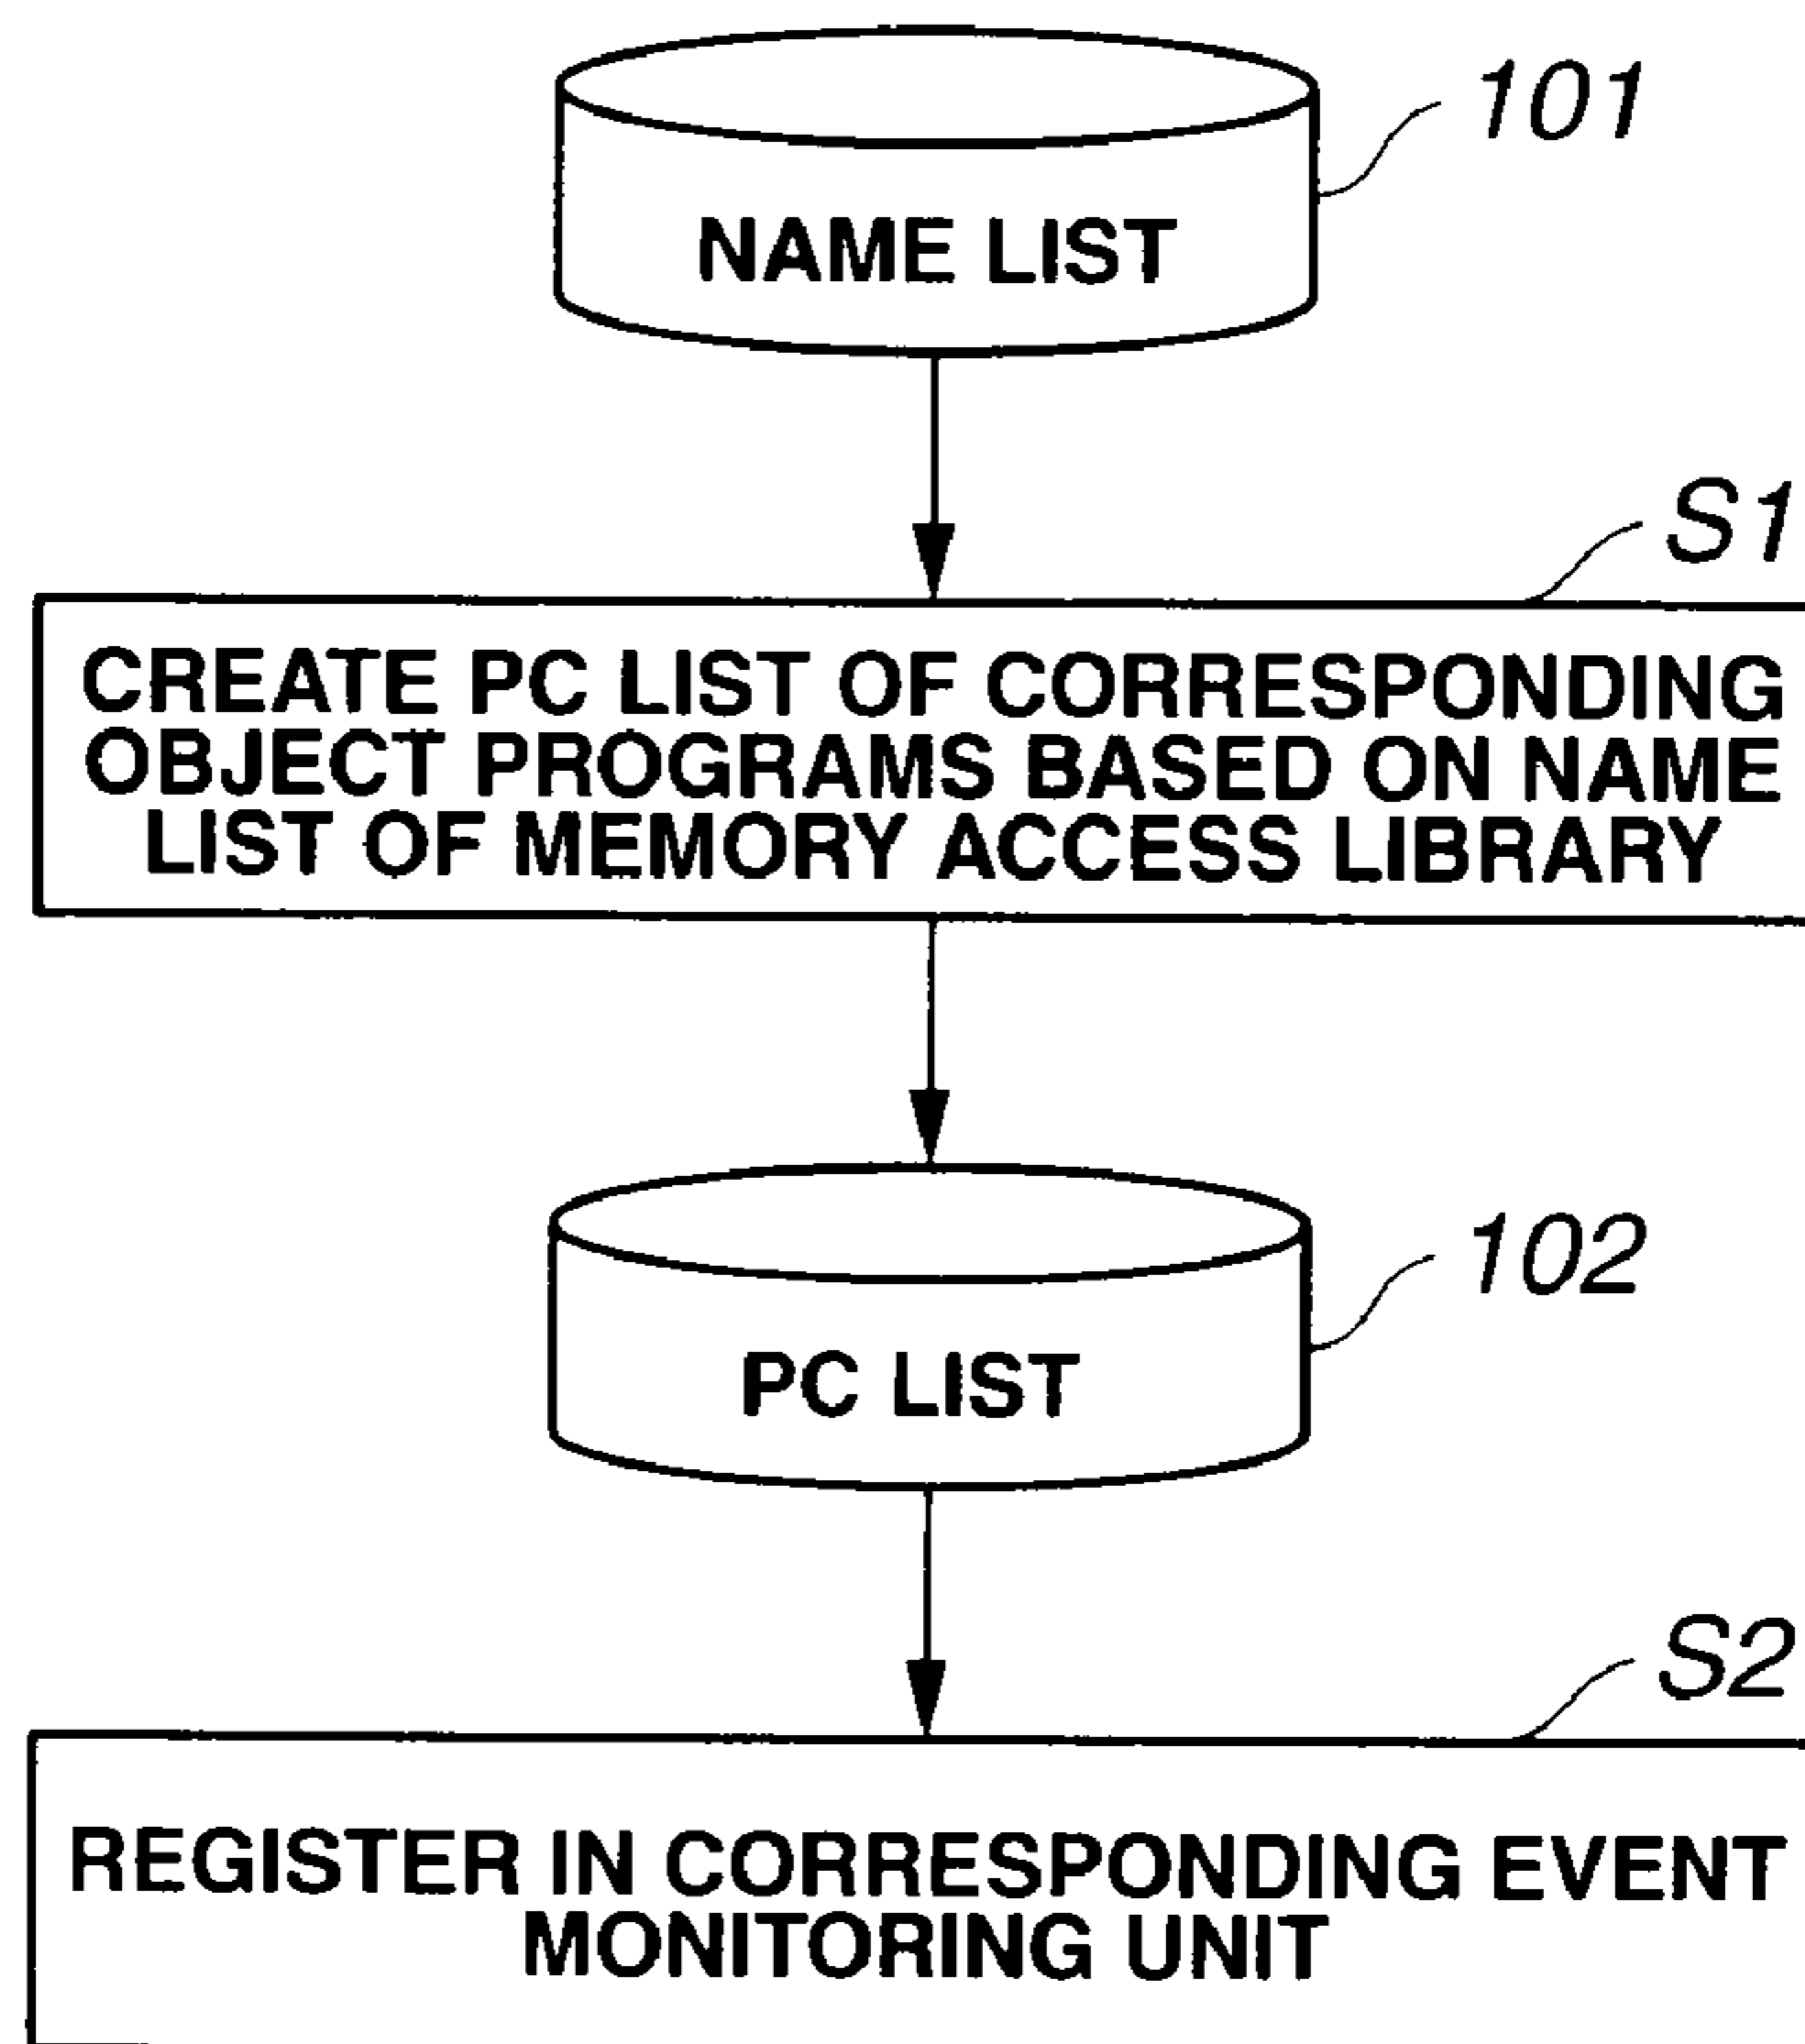 101
NAME LIST
S1
CREATE PC LIST OF CORRESPONDING
OBJECT PROGRAMS BASED ON NAME
LIST OF MEMORY ACCESS LIBRARY
102
PC LIST
S2
REGISTER IN CORRESPONDING EVENT
MONITORING UNIT